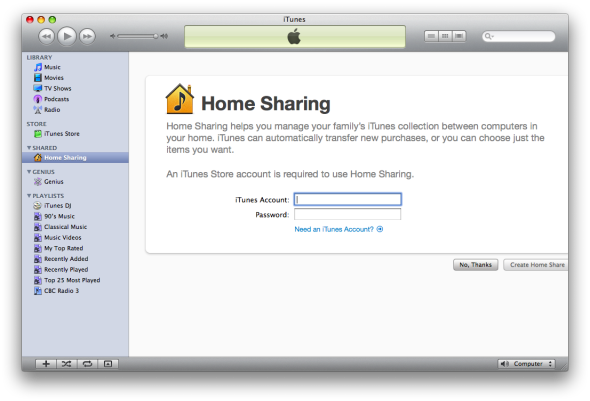 iTunes
LIBRARY
Music
Movies
TV Shows
Podcasts
Radio
STORE
iTunes Store
SHARED
Home Sharing
GENIUS
Genius
PLAYLISTS
iTunes DJ
90's Music
Classical Music
Music Videos
My Top Rated
Recently Added
Recently Played
Top 25 Most Played
CBC Radio 3
Home Sharing
Home Sharing helps you manage your family's iTunes collection between computers in
your home. iTunes can automatically transfer new purchases, or you can choose just the
items you want.
An iTunes Store account is required to use Home Sharing.
iTunes Account:
Password:
Need an iTunes Account?
No, Thanks
Create Home Share
Computer